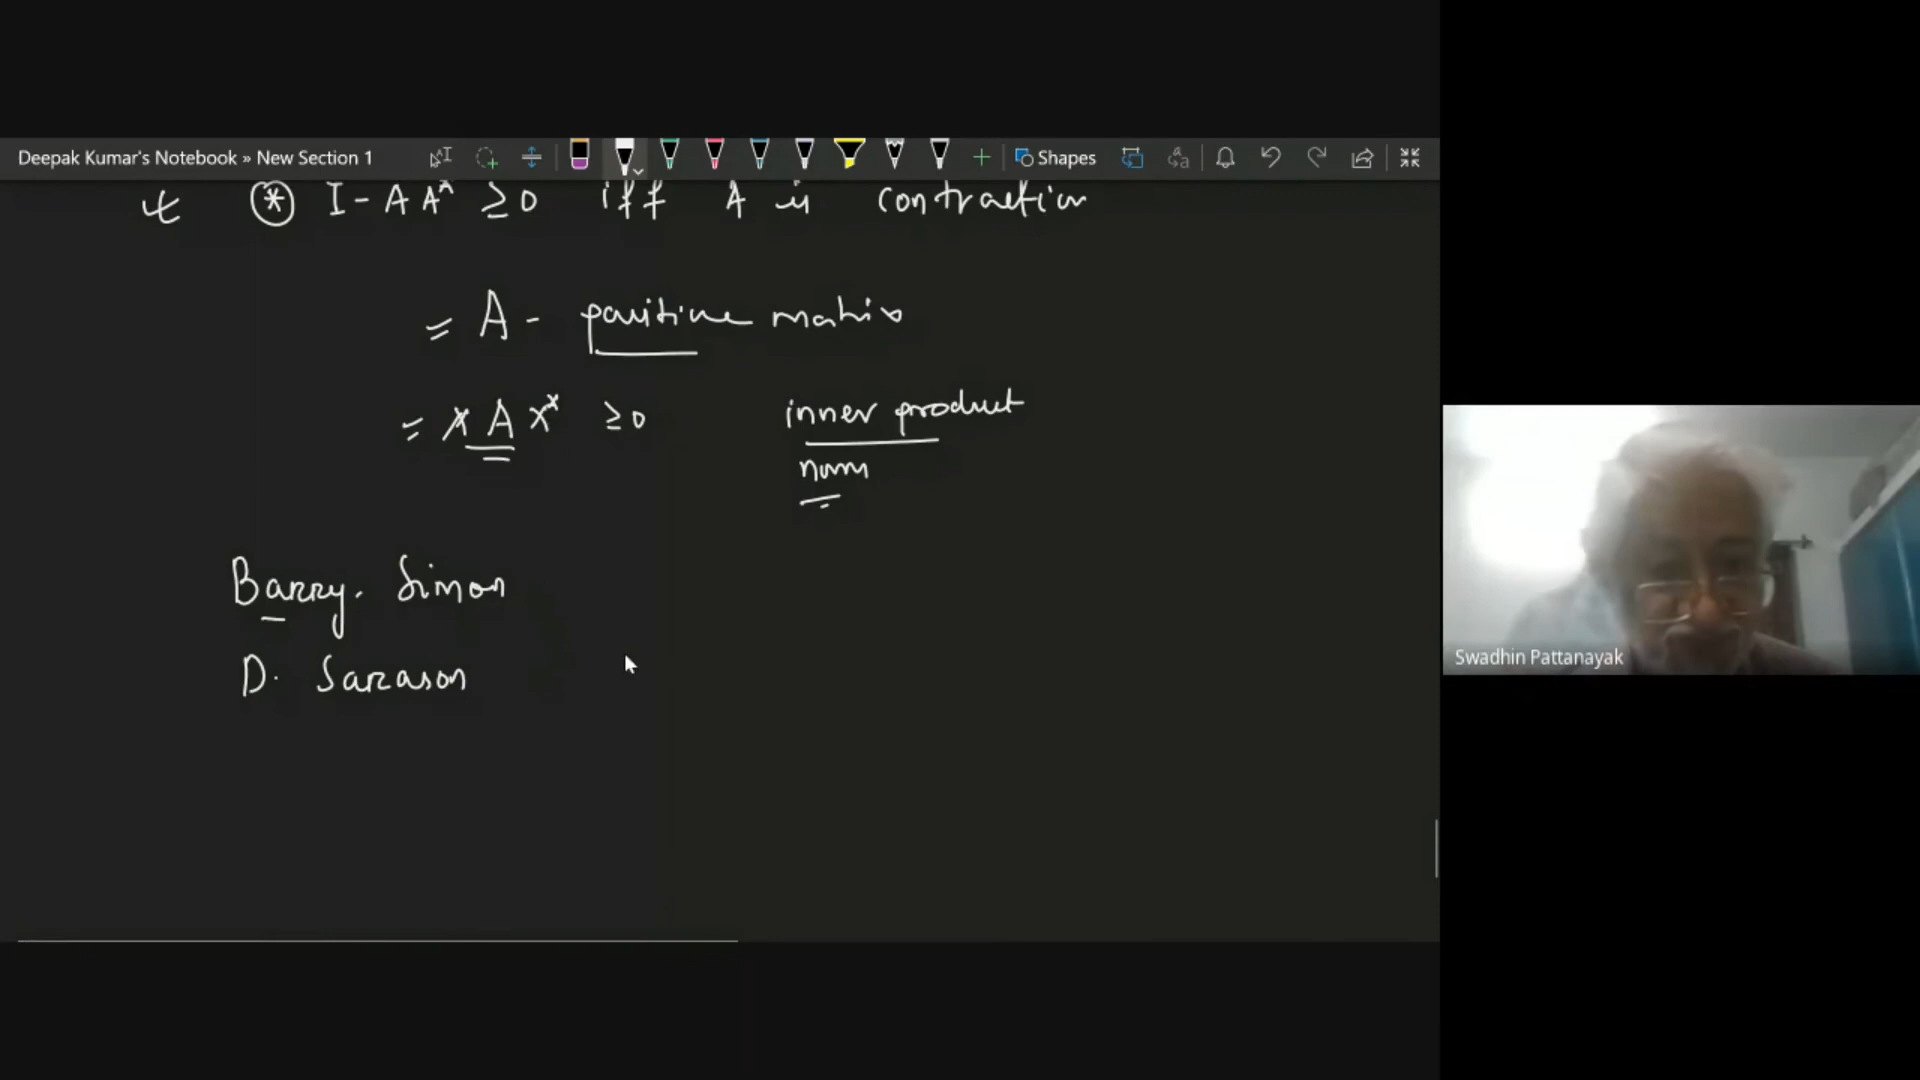 Deepak Kumar's Notebook » New Section 1
Shapes
⊛ I - A A* ≥ 0 iff A is contraction
= A - positive matrix
= x A x* ≥ 0
inner product
norm
Barry. Simon
D. Sarason
Swadhin Pattanayak